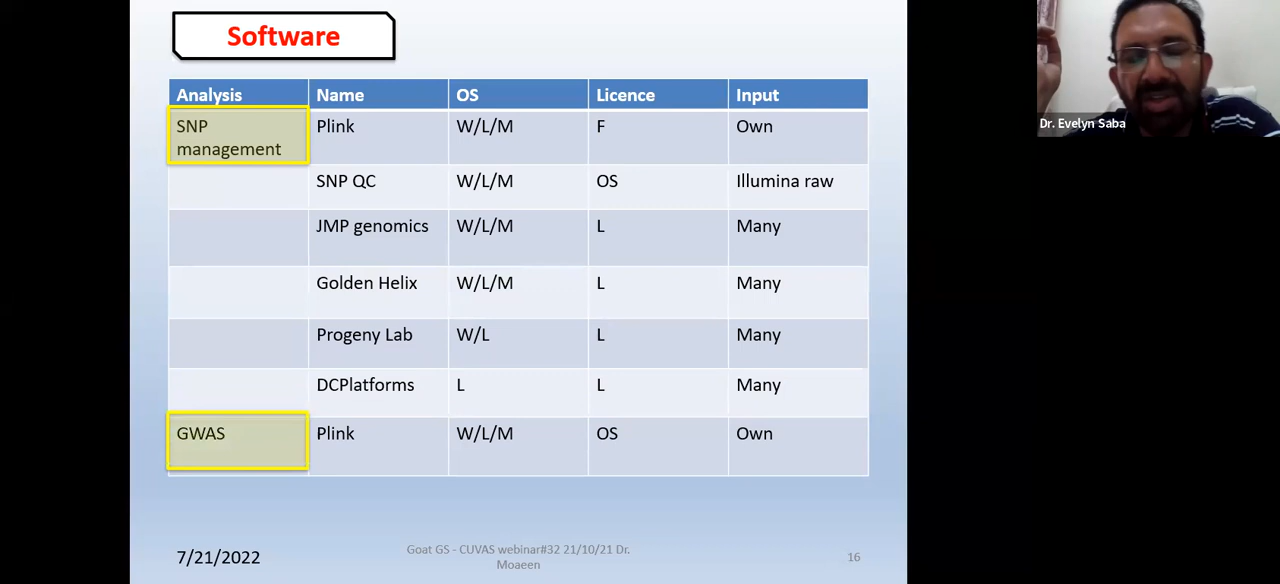 Software
Analysis Name OS Licence Input
SNP management Plink W/L/M F Own
SNP QC W/L/M OS Illumina raw
JMP genomics W/L/M L Many
Golden Helix W/L/M L Many
Progeny Lab W/L L Many
DCPlatforms L L Many
GWAS Plink W/L/M OS Own
7/21/2022
Goat GS - CUVAS webinar#32 21/10/21 Dr.
Moaeen
16
Dr. Evelyn Saba